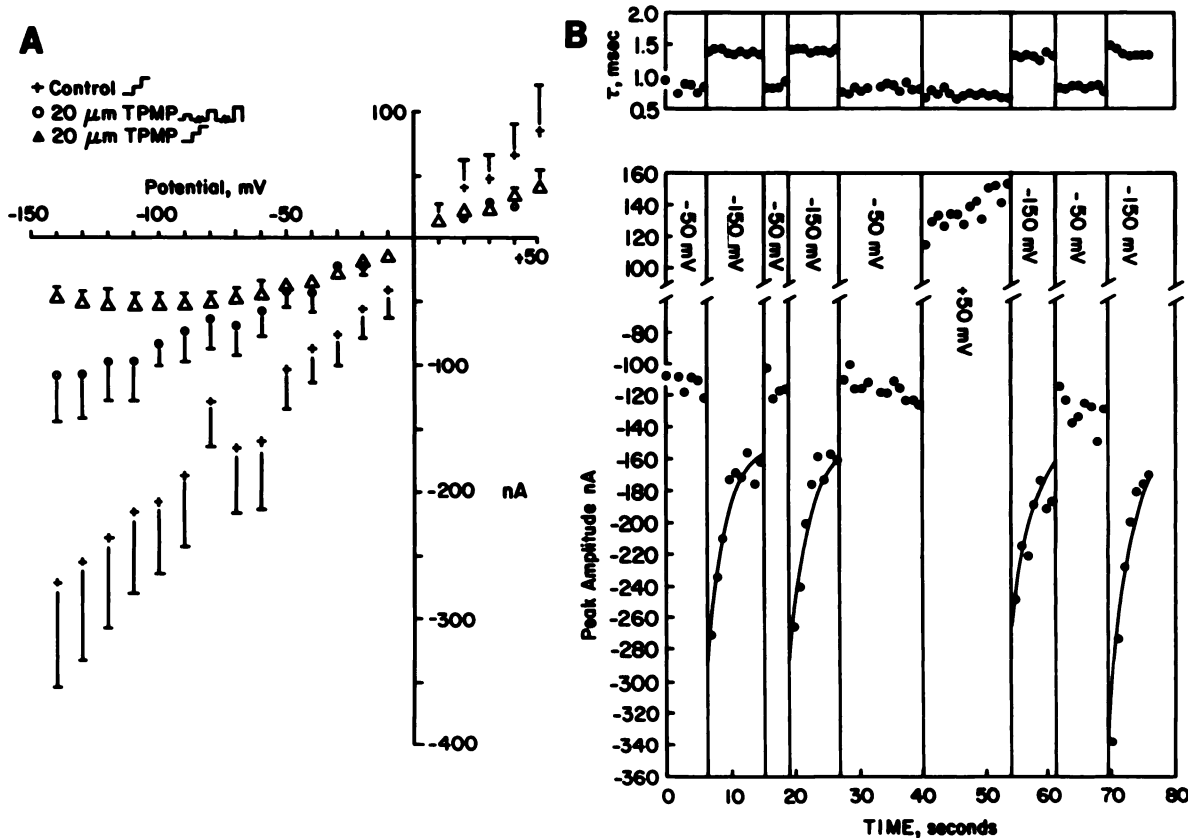 A
+ Control
o 20 μm TPMP
△ 20 μm TPMP
100
Potential, mV
-150 -100 -50
+50
-100
-200 nA
-300
-400
B
τ, msec
2.0
1.5
1.0
0.5
Peak Amplitude nA
160
140
120
100
-80
-100
-120
-140
-160
-180
-200
-220
-240
-260
-280
-300
-320
-340
-360
-50 mV
-150 mV
-50 mV
-150 mV
-50 mV
+50 mV
-150 mV
-50 mV
-150 mV
0 10 20 30 40 50 60 70 80
TIME, seconds